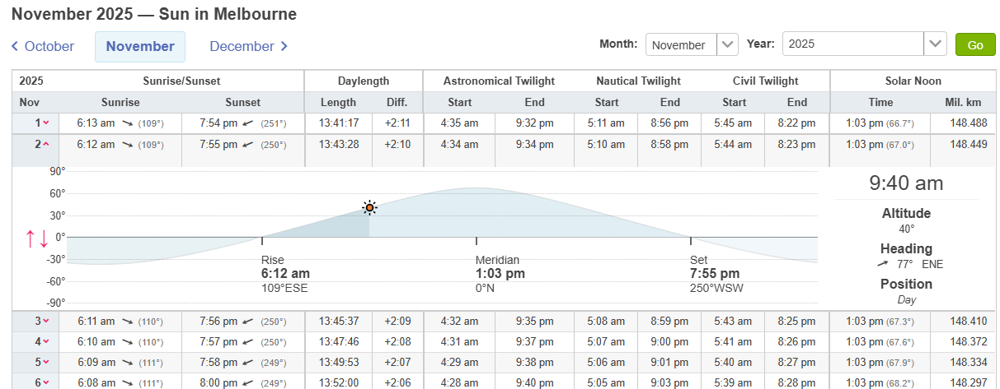 November 2025 — Sun in Melbourne
October November December Month: November Year: 2025 Go
2025 Sunrise/Sunset Daylength Astronomical Twilight Nautical Twilight Civil Twilight Solar Noon
Nov Sunrise Sunset Length Diff. Start End Start End Start End Time Mil. km
1 6:13 am (109°) 7:54 pm (251°) 13:41:17 +2:11 4:35 am 9:32 pm 5:11 am 8:56 pm 5:45 am 8:22 pm 1:03 pm (66.7°) 148.488
2 6:12 am (109°) 7:55 pm (250°) 13:43:28 +2:10 4:34 am 9:34 pm 5:10 am 8:58 pm 5:44 am 8:23 pm 1:03 pm (67.0°) 148.449
90°
60°
30°
0°
-30°
-60°
-90°
Rise
6:12 am
109°ESE
Meridian
1:03 pm
0°N
Set
7:55 pm
250°WSW
9:40 am
Altitude
40°
Heading
77° ENE
Position
Day
3 6:11 am (110°) 7:56 pm (250°) 13:45:37 +2:09 4:32 am 9:35 pm 5:08 am 8:59 pm 5:43 am 8:25 pm 1:03 pm (67.3°) 148.410
4 6:10 am (110°) 7:57 pm (250°) 13:47:46 +2:08 4:31 am 9:37 pm 5:07 am 9:00 pm 5:41 am 8:26 pm 1:03 pm (67.6°) 148.372
5 6:09 am (111°) 7:58 pm (249°) 13:49:53 +2:07 4:29 am 9:38 pm 5:06 am 9:01 pm 5:40 am 8:27 pm 1:03 pm (67.9°) 148.334
6 6:08 am (111°) 8:00 pm (249°) 13:52:00 +2:06 4:28 am 9:40 pm 5:05 am 9:03 pm 5:39 am 8:28 pm 1:03 pm (68.2°) 148.297